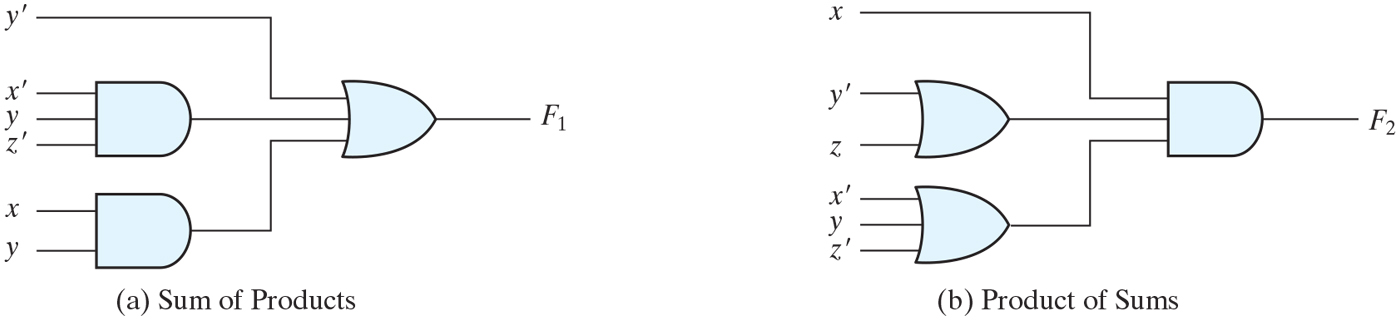 y′
x′
y
z′
x
y
F₁
(a) Sum of Products
x
y′
z
x′
y
z′
F₂
(b) Product of Sums